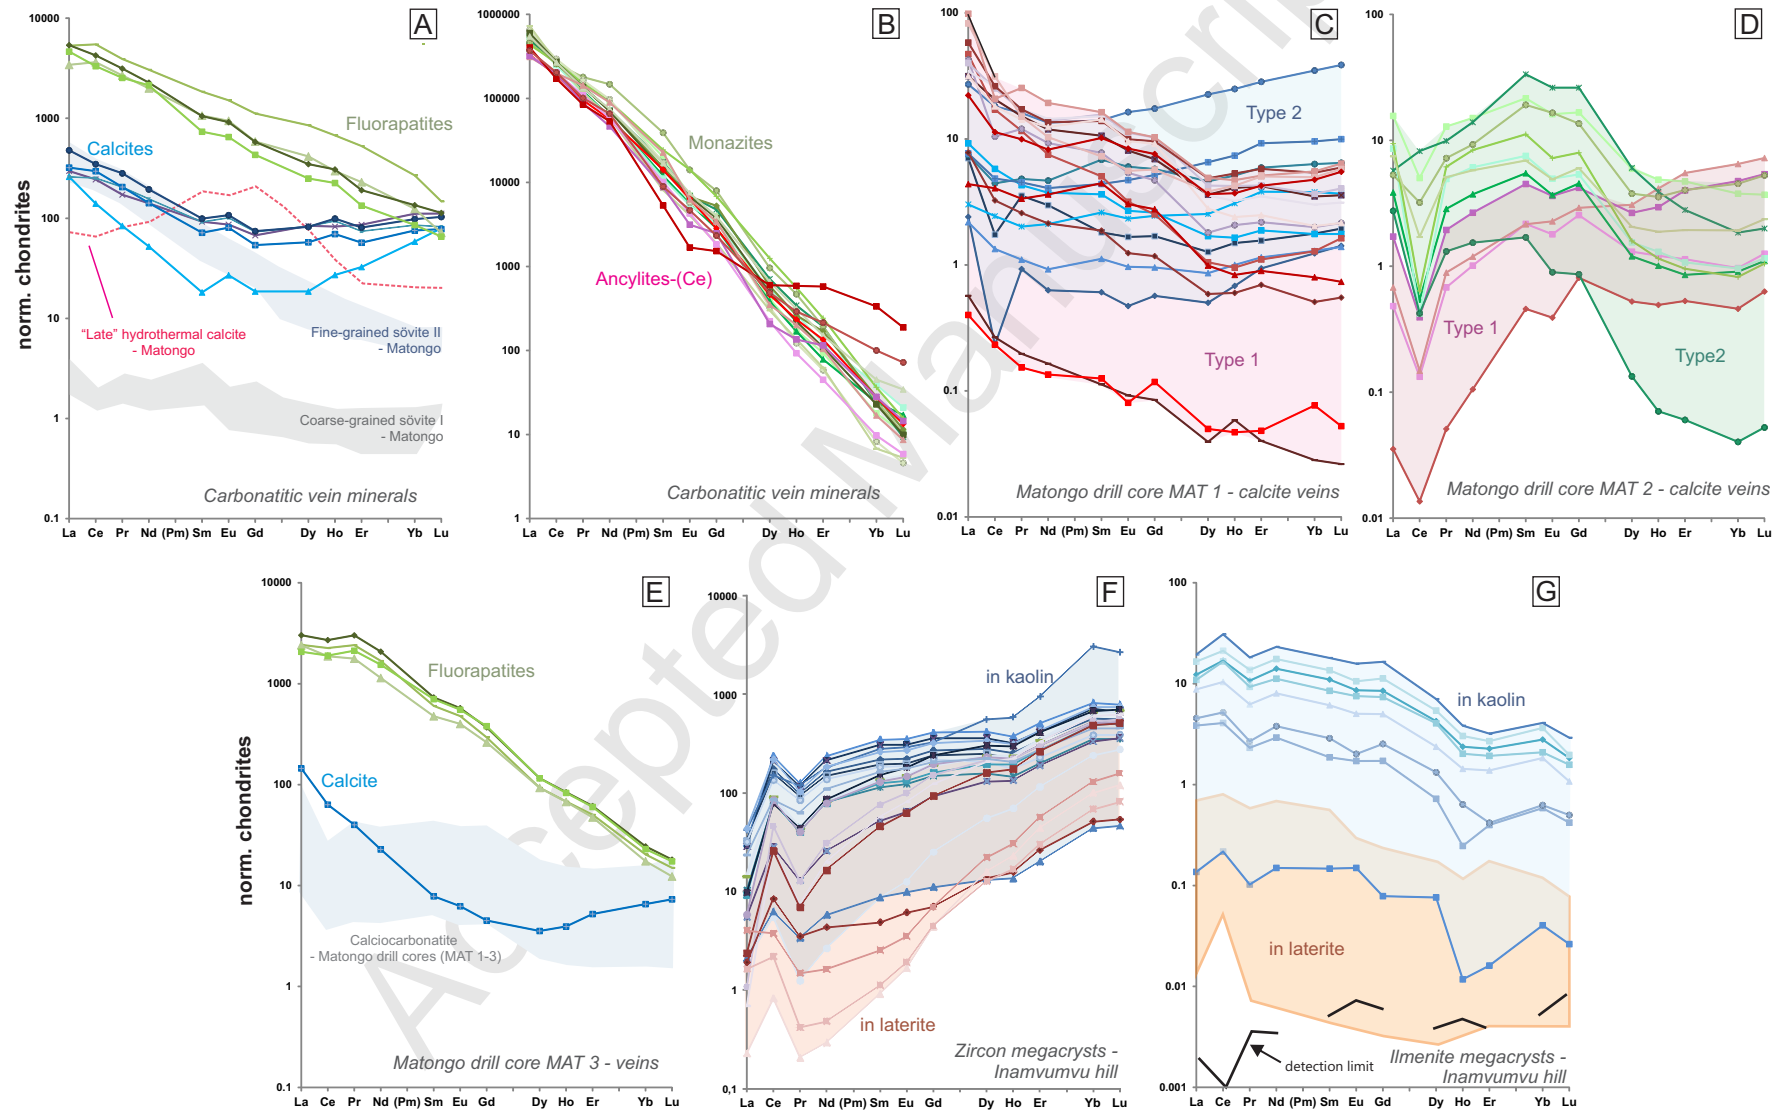 A
10000
1000
100
10
1
0.1
norm. chondrites
Fluorapatites
Calcites
“Late” hydrothermal calcite
- Matongo
Fine-grained sövite II
- Matongo
Coarse-grained sövite I
- Matongo
Carbonatitic vein minerals
La Ce Pr Nd (Pm) Sm Eu Gd Dy Ho Er Yb Lu
B
1000000
100000
10000
1000
100
10
1
Monazites
Ancylites-(Ce)
Carbonatitic vein minerals
La Ce Pr Nd (Pm) Sm Eu Gd Dy Ho Er Yb Lu
C
100
10
1
0.1
0.01
Type 2
Type 1
Matongo drill core MAT 1 - calcite veins
La Ce Pr Nd (Pm) Sm Eu Gd Dy Ho Er Yb Lu
D
100
10
1
0.1
0.01
Type 1
Type2
Matongo drill core MAT 2 - calcite veins
La Ce Pr Nd (Pm) Sm Eu Gd Dy Ho Er Yb Lu
E
10000
1000
100
10
1
0.1
norm. chondrites
Fluorapatites
Calcite
Calciocarbonatite
- Matongo drill cores (MAT 1-3)
Matongo drill core MAT 3 - veins
La Ce Pr Nd (Pm) Sm Eu Gd Dy Ho Er Yb Lu
F
10000
1000
100
10
1
0,1
in kaolin
in laterite
Zircon megacrysts -
Inamvumvu hill
La Ce Pr Nd (Pm) Sm Eu Gd Dy Ho Er Yb Lu
G
100
10
1
0.1
0.01
0.001
in kaolin
in laterite
detection limit
Ilmenite megacrysts -
Inamvumvu hill
La Ce Pr Nd (Pm) Sm Eu Gd Dy Ho Er Yb Lu
Accepted Manuscript